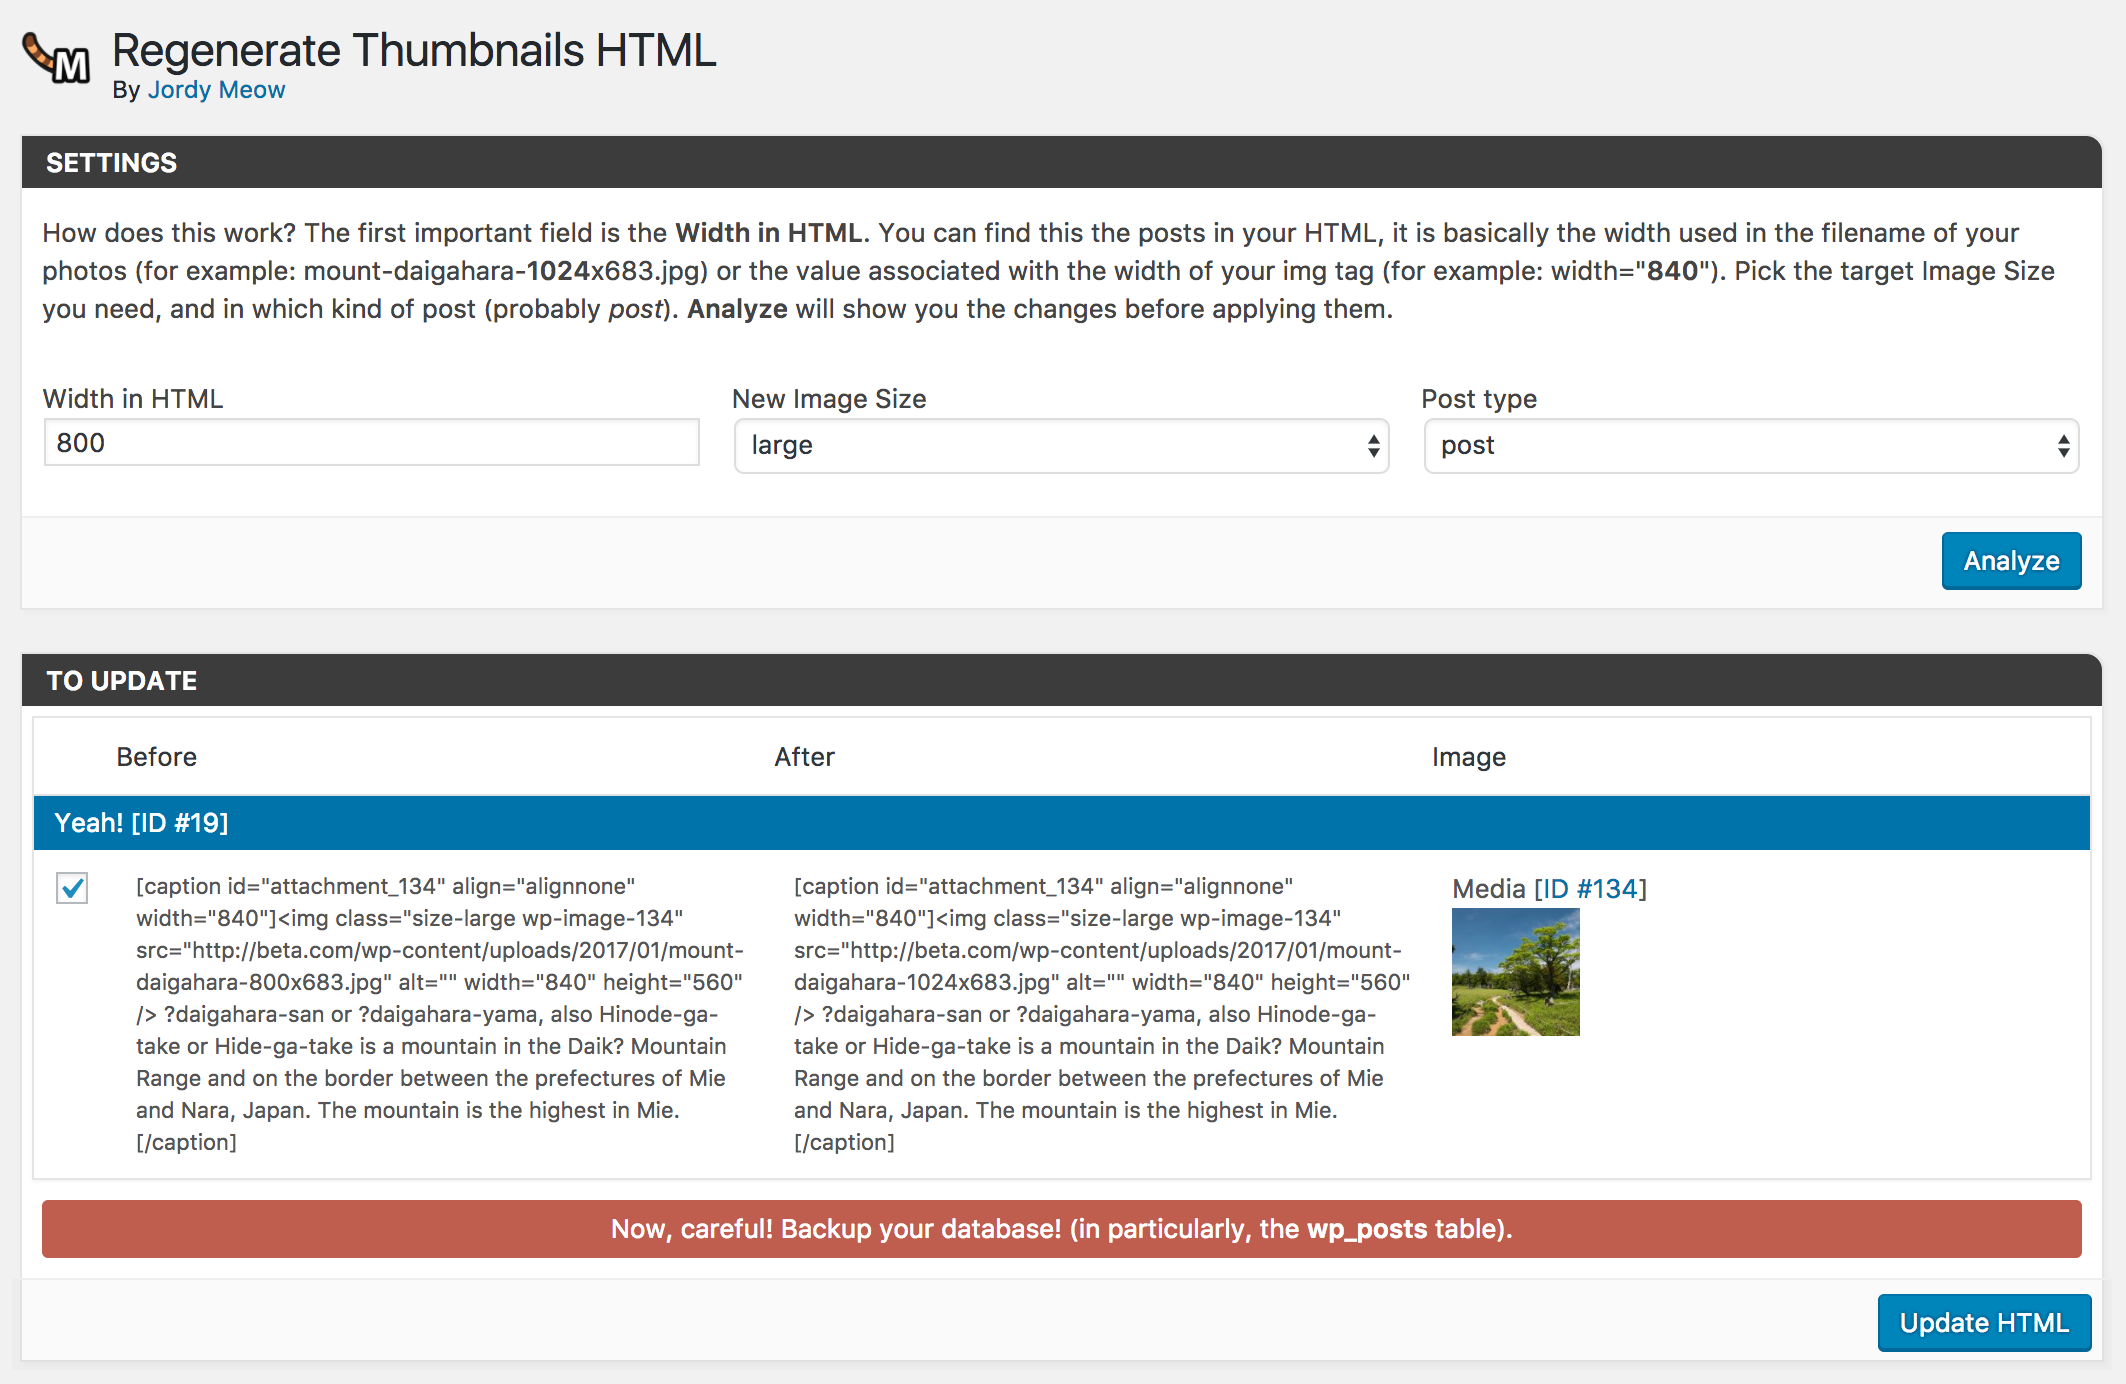 M
Regenerate Thumbnails HTML
By Jordy Meow
SETTINGS
How does this work? The first important field is the Width in HTML. You can find this the posts in your HTML, it is basically the width used in the filename of your
photos (for example: mount-daigahara-1024x683.jpg) or the value associated with the width of your img tag (for example: width="840"). Pick the target Image Size
you need, and in which kind of post (probably post). Analyze will show you the changes before applying them.
Width in HTML
800
New Image Size
large
Post type
post
Analyze
TO UPDATE
Before After Image
Yeah! [ID #19]
[caption id="attachment_134" align="alignnone"
width="840"]<img class="size-large wp-image-134"
src="http://beta.com/wp-content/uploads/2017/01/mount-
daigahara-800x683.jpg" alt="" width="840" height="560"
/> ?daigahara-san or ?daigahara-yama, also Hinode-ga-
take or Hide-ga-take is a mountain in the Daik? Mountain
Range and on the border between the prefectures of Mie
and Nara, Japan. The mountain is the highest in Mie.
[/caption]
[caption id="attachment_134" align="alignnone"
width="840"]<img class="size-large wp-image-134"
src="http://beta.com/wp-content/uploads/2017/01/mount-
daigahara-1024x683.jpg" alt="" width="840" height="560"
/> ?daigahara-san or ?daigahara-yama, also Hinode-ga-
take or Hide-ga-take is a mountain in the Daik? Mountain
Range and on the border between the prefectures of Mie
and Nara, Japan. The mountain is the highest in Mie.
[/caption]
Media [ID #134]
Now, careful! Backup your database! (in particularly, the wp_posts table).
Update HTML